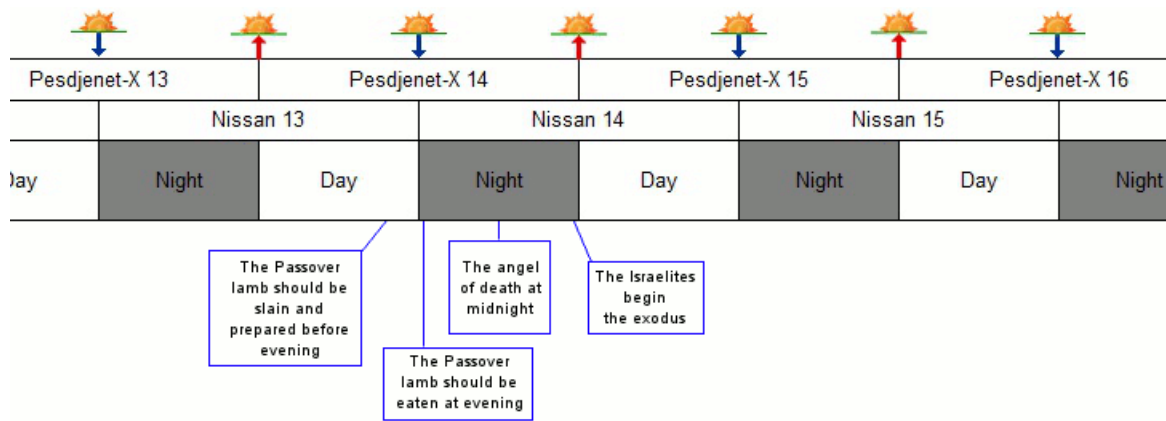 Pesdjenet-X 13 Pesdjenet-X 14 Pesdjenet-X 15 Pesdjenet-X 16
Nissan 13 Nissan 14 Nissan 15
Day Night Day Night Day Night Day Night
The Passover
lamb should be
slain and
prepared before
evening
The Passover
lamb should be
eaten at evening
The angel
of death at
midnight
The Israelites
begin
the exodus